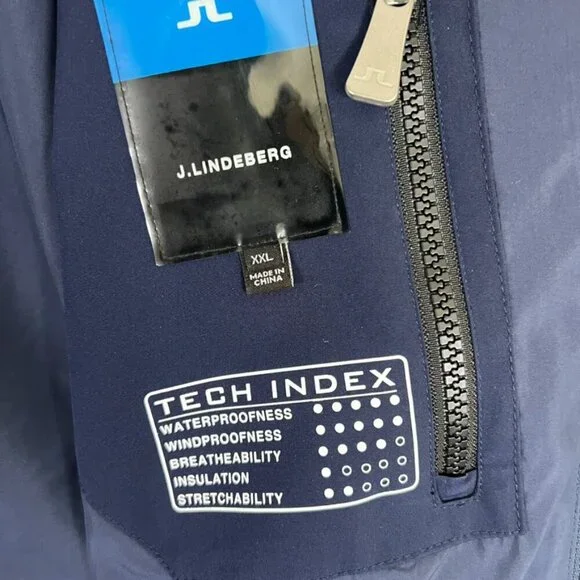 J.LINDEBERG
XXL
MADE IN
CHINA
TECH INDEX
WATERPROOFNESS
WINDPROOFNESS
BREATHEABILITY
INSULATION
STRETCHABILITY